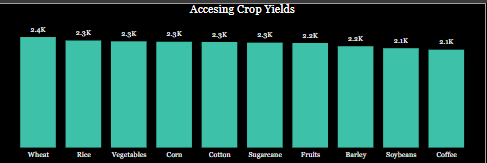 Accesing Crop Yields
2.4K 2.3K 2.3K 2.3K 2.3K 2.3K 2.2K 2.2K 2.1K 2.1K
Wheat Rice Vegetables Corn Cotton Sugarcane Fruits Barley Soybeans Coffee